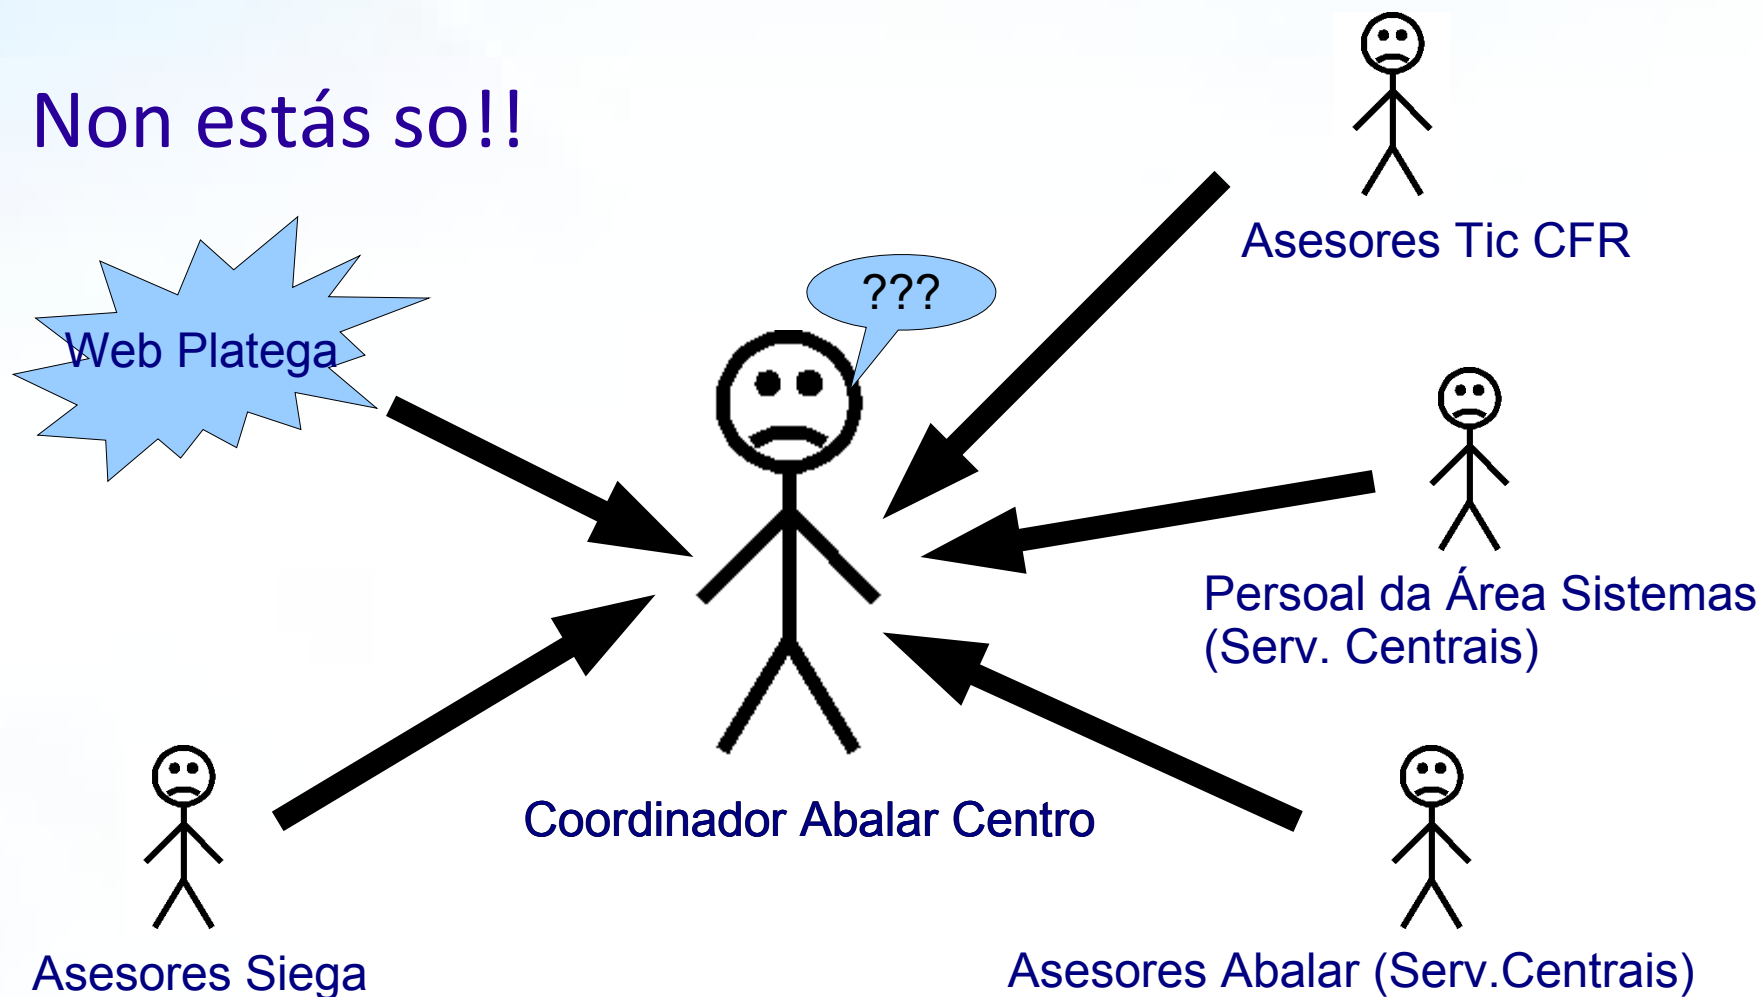 Non estás so!!
Asesores Tic CFR
???
Web Platega
Persoal da Área Sistemas
(Serv. Centrais)
Coordinador Abalar Centro
Asesores Siega
Asesores Abalar (Serv.Centrais)